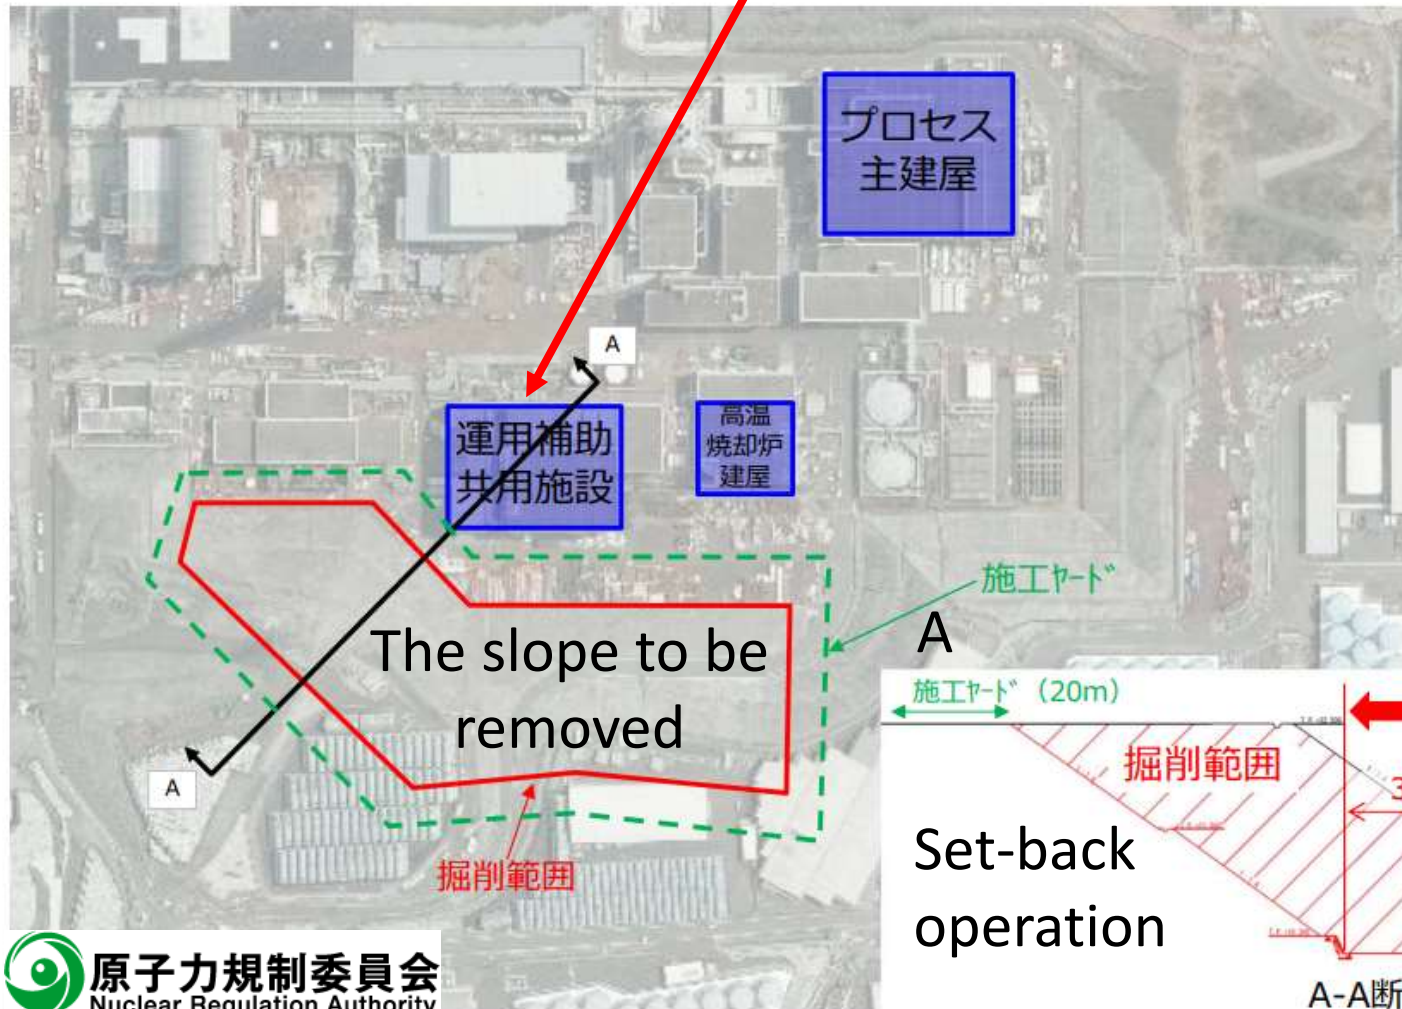 プロセス
主建屋
A
運用補助
共用施設
高温
焼却炉
建屋
施工ﾔｰﾄﾞ
The slope to be
removed
A
掘削範囲
A
施工ﾔｰﾄﾞ（20m）
掘削範囲
3
Set-back
operation
A-A断
原子力規制委員会
Nuclear Regulation Authority